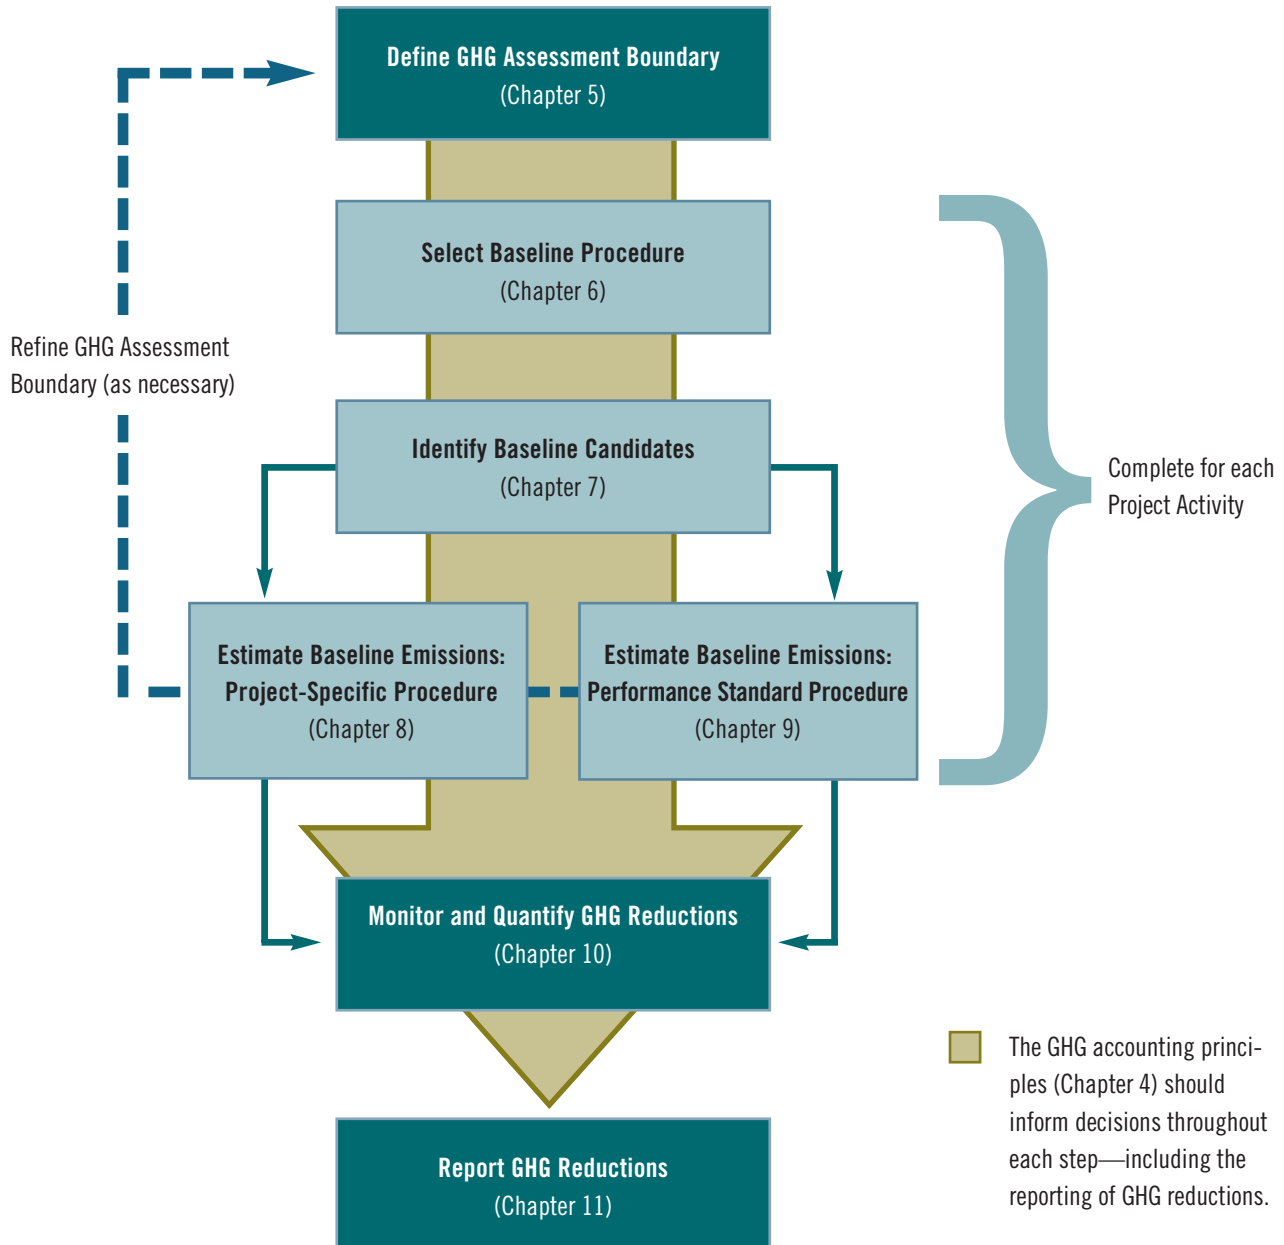 Define GHG Assessment Boundary
(Chapter 5)
Select Baseline Procedure
(Chapter 6)
Refine GHG Assessment
Boundary (as necessary)
Identify Baseline Candidates
(Chapter 7)
Complete for each
Project Activity
Estimate Baseline Emissions:
Project-Specific Procedure
(Chapter 8)
Estimate Baseline Emissions:
Performance Standard Procedure
(Chapter 9)
Monitor and Quantify GHG Reductions
(Chapter 10)
The GHG accounting princi-
ples (Chapter 4) should
inform decisions throughout
each step—including the
reporting of GHG reductions.
Report GHG Reductions
(Chapter 11)